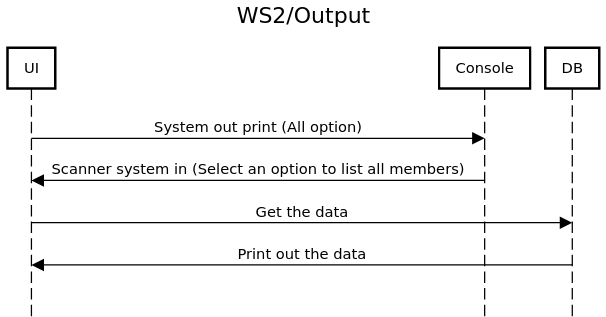 WS2/Output
UI
Console
DB
System out print (All option)
Scanner system in (Select an option to list all members)
Get the data
Print out the data